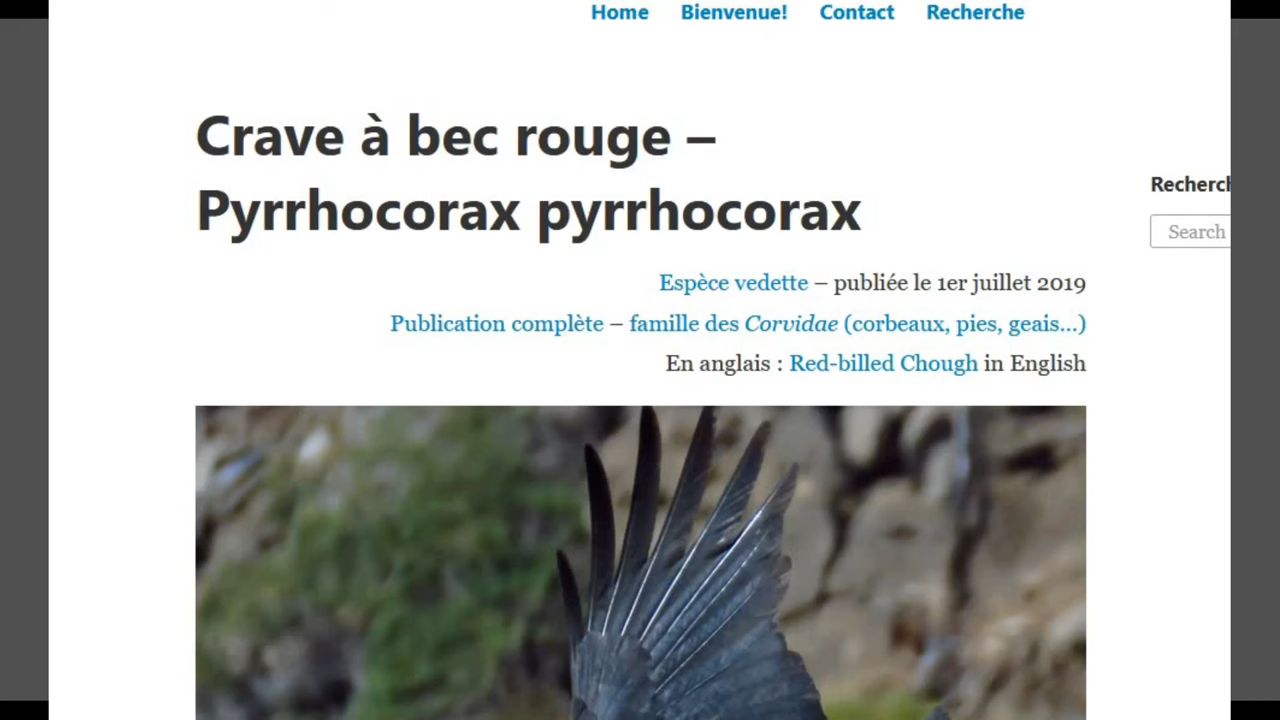 Home Bienvenue! Contact Recherche
Crave à bec rouge –
Pyrrhocorax pyrrhocorax
Recherch
Search
Espèce vedette – publiée le 1er juillet 2019
Publication complète – famille des Corvidae (corbeaux, pies, geais...)
En anglais : Red-billed Chough in English